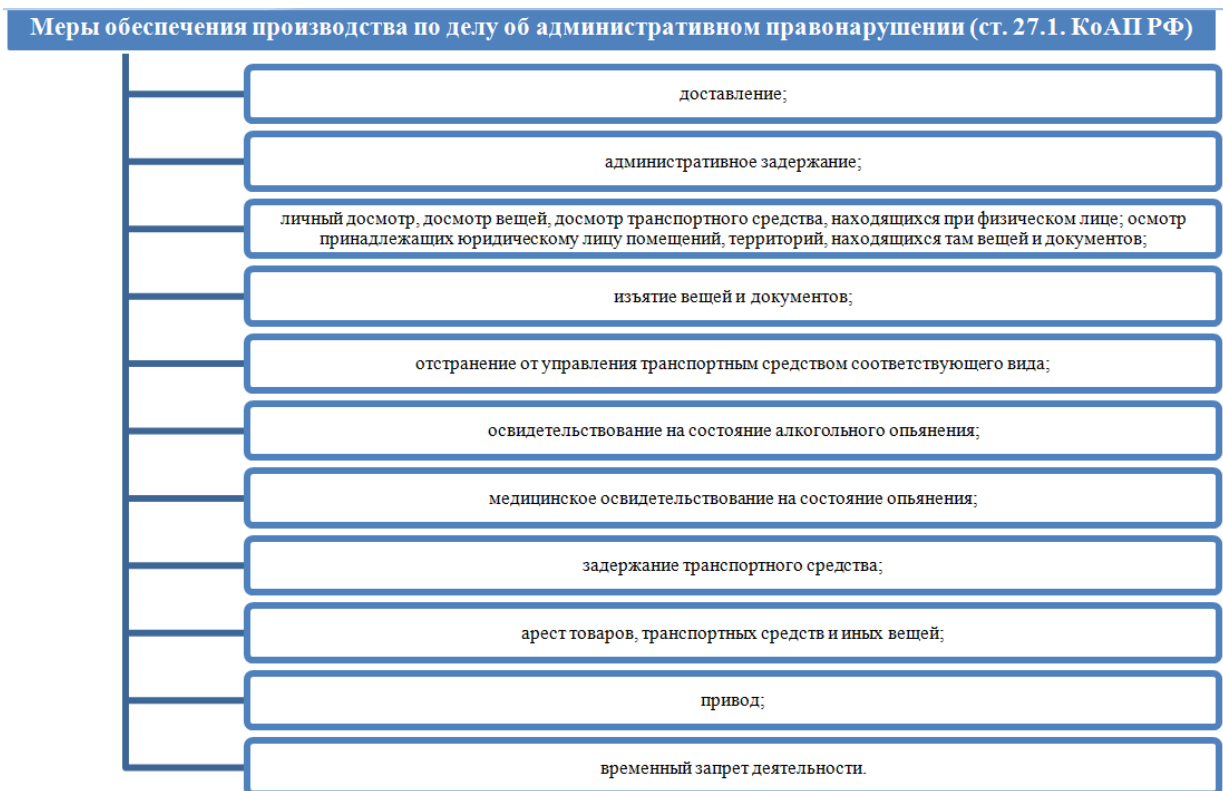 Меры обеспечения производства по делу об административном правонарушении (ст. 27.1. КоАП РФ)
доставление;
административное задержание;
личный досмотр, досмотр вещей, досмотр транспортного средства, находящихся при физическом лице; осмотр
принадлежащих юридическому лицу помещений, территорий, находящихся там вещей и документов;
изъятие вещей и документов;
отстранение от управления транспортным средством соответствующего вида;
освидетельствование на состояние алкогольного опьянения;
медицинское освидетельствование на состояние опьянения;
задержание транспортного средства;
арест товаров, транспортных средств и иных вещей;
привод;
временный запрет деятельности.